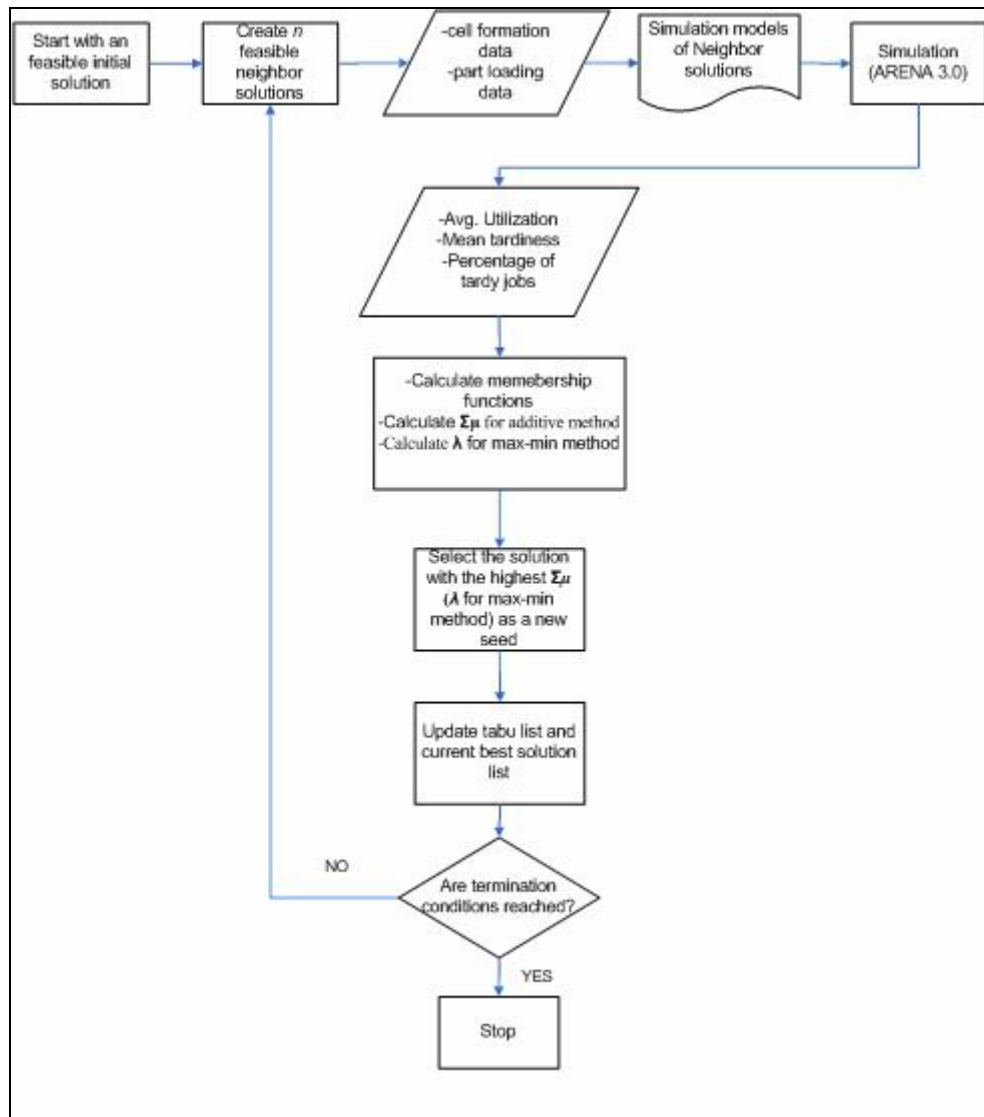 Start with an
feasible initial
solution
Create n
feasible
neighbor
solutions
-cell formation
data
-part loading
data
Simulation models
of Neighbor
solutions
Simulation
(ARENA 3.0)
-Avg. Utilization
-Mean tardiness
-Percentage of
tardy jobs
-Calculate memebership
functions
-Calculate Σμ for additive method
-Calculate λ for max-min method
Select the solution
with the highest Σμ
(λ for max-min
method) as a new
seed
Update tabu list and
current best solution
list
NO
Are termination
conditions reached?
YES
Stop